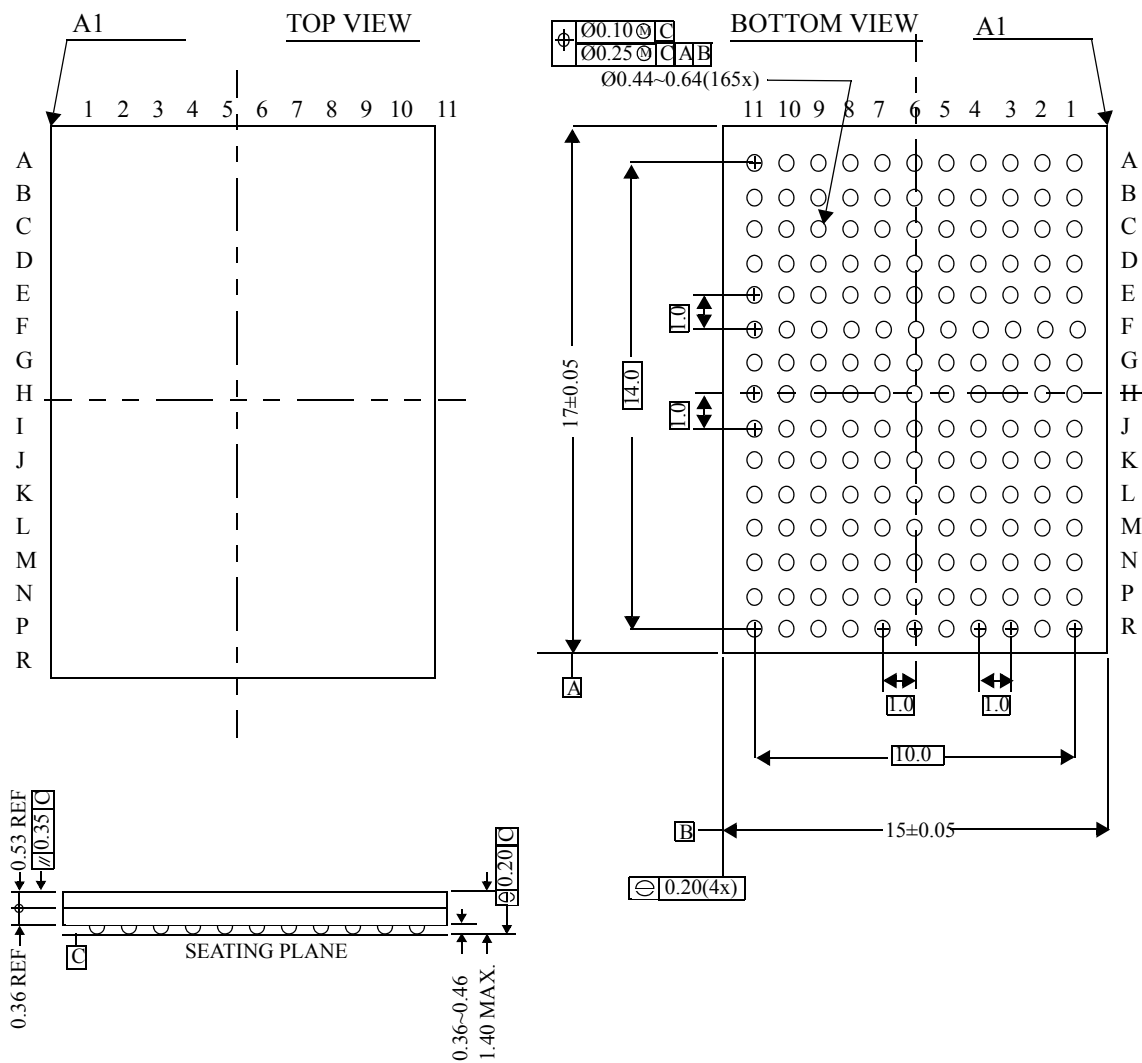 A1
TOP VIEW
1 2 3 4 5 6 7 8 9 10 11
A
B
C
D
E
F
G
H
I
J
K
L
M
N
P
R
Ø0.10 Ⓜ C
Ø0.25 Ⓜ C A B
BOTTOM VIEW
A1
Ø0.44~0.64(165x)
11 10 9 8 7 6 5 4 3 2 1
A
B
C
D
E
F
G
H
J
K
L
M
N
P
R
1.0
1.0
14.0
17±0.05
A
1.0
1.0
10.0
B
15±0.05
0.20(4x)
0.53 REF
// 0.35 C
0.20 C
C
SEATING PLANE
0.36 REF
0.36~0.46
1.40 MAX.